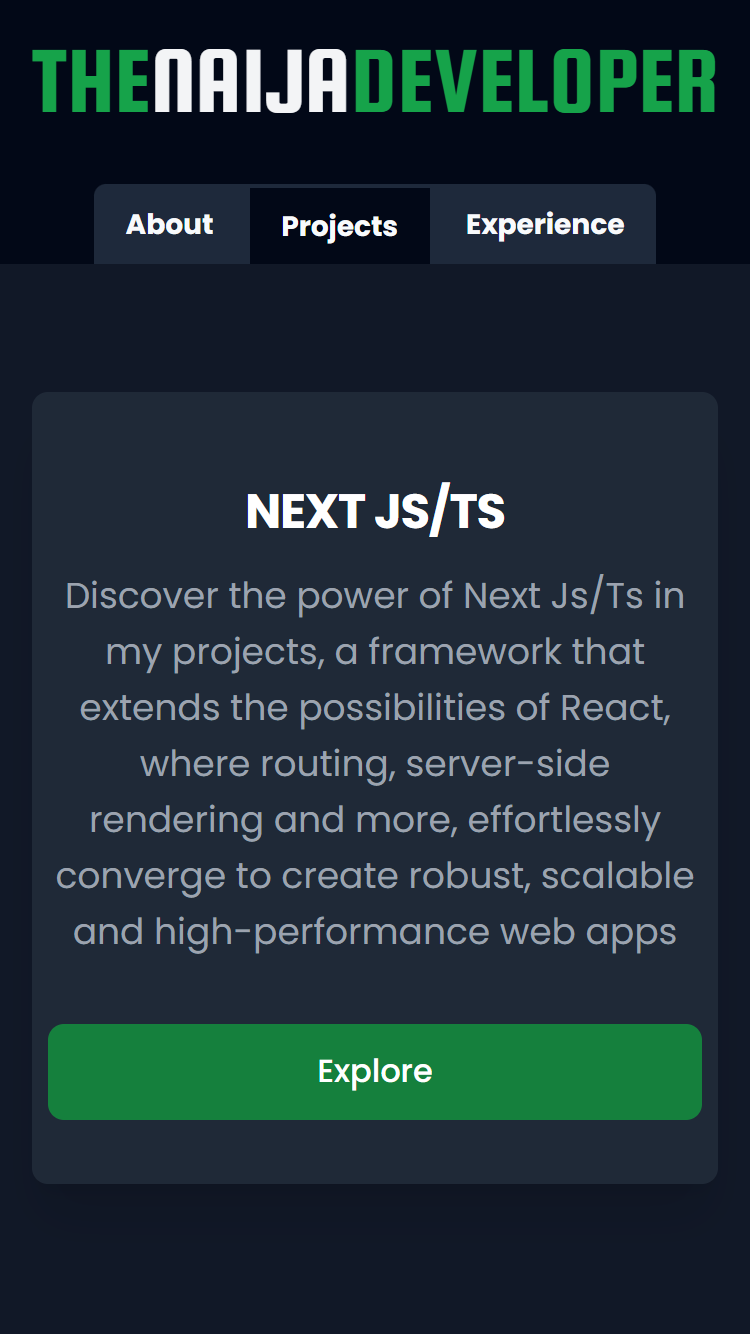 THENAIJADEVELOPER
About Projects Experience
NEXT JS/TS
Discover the power of Next Js/Ts in
my projects, a framework that
extends the possibilities of React,
where routing, server-side
rendering and more, effortlessly
converge to create robust, scalable
and high-performance web apps
Explore